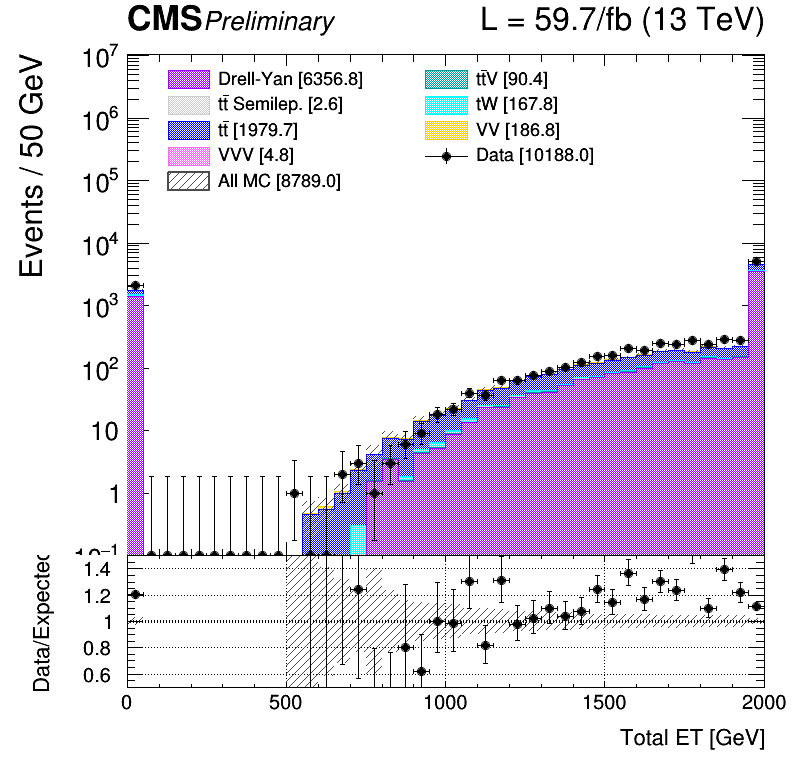 CMS Preliminary L = 59.7/fb (13 TeV)
Events / 50 GeV
10⁷
10⁶
10⁵
10⁴
10³
10²
10
1
10⁻¹
Drell-Yan [6356.8]
tt̄ Semilep. [2.6]
tt̄ [1979.7]
VVV [4.8]
All MC [8789.0]
tt̄V [90.4]
tW [167.8]
VV [186.8]
Data [10188.0]
Data/Expected
1.4
1.2
1
0.8
0.6
0 500 1000 1500 2000
Total ET [GeV]